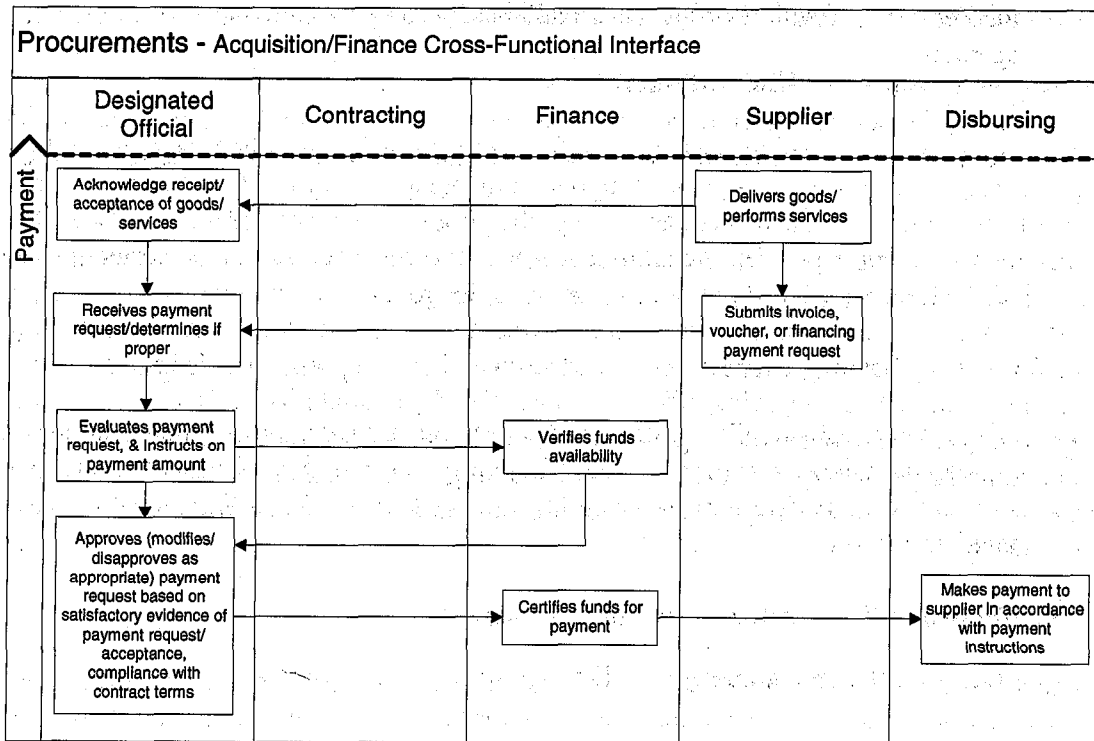 Procurements - Acquisition/Finance Cross-Functional Interface
Designated
Official
Contracting
Finance
Supplier
Disbursing
Payment
Acknowledge receipt/
acceptance of goods/
services
Delivers goods/
performs services
Receives payment
request/determines if
proper
Submits invoice,
voucher, or financing
payment request
Evaluates payment
request, & Instructs on
payment amount
Verifies funds
availability
Approves (modifies/
disapproves as
appropriate) payment
request based on
satisfactory evidence of
payment request/
acceptance,
compliance with
contract terms
Certifies funds for
payment
Makes payment to
supplier in accordance
with payment
instructions